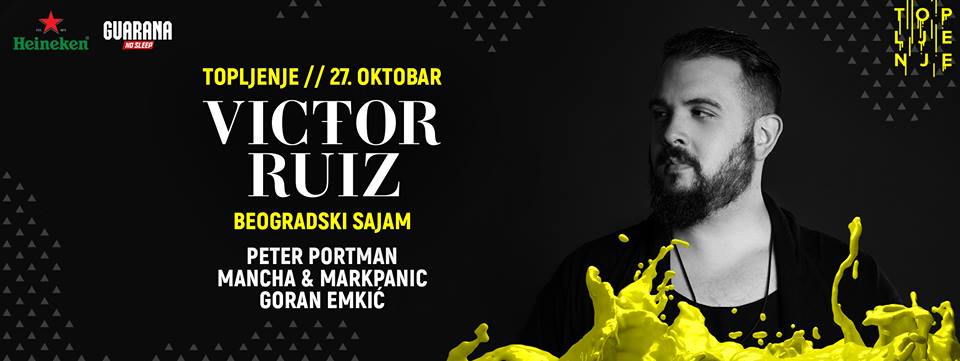 Heineken
GUARANA
NO SLEEP
TOPLJENJE // 27. OKTOBAR
VICTOR
RUIZ
BEOGRADSKI SAJAM
PETER PORTMAN
MANCHA & MARKPANIC
GORAN EMKIĆ
TOP
LJE
NJE